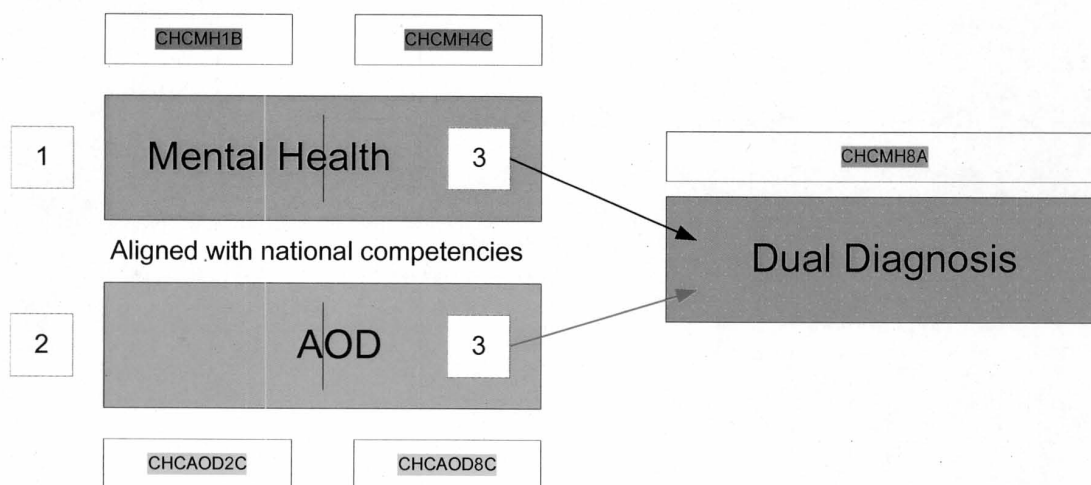 CHCMH1B
CHCMH4C
1
Mental Health
3
CHCMH8A
Aligned with national competencies
Dual Diagnosis
2
AOD
3
CHCAOD2C
CHCAOD8C